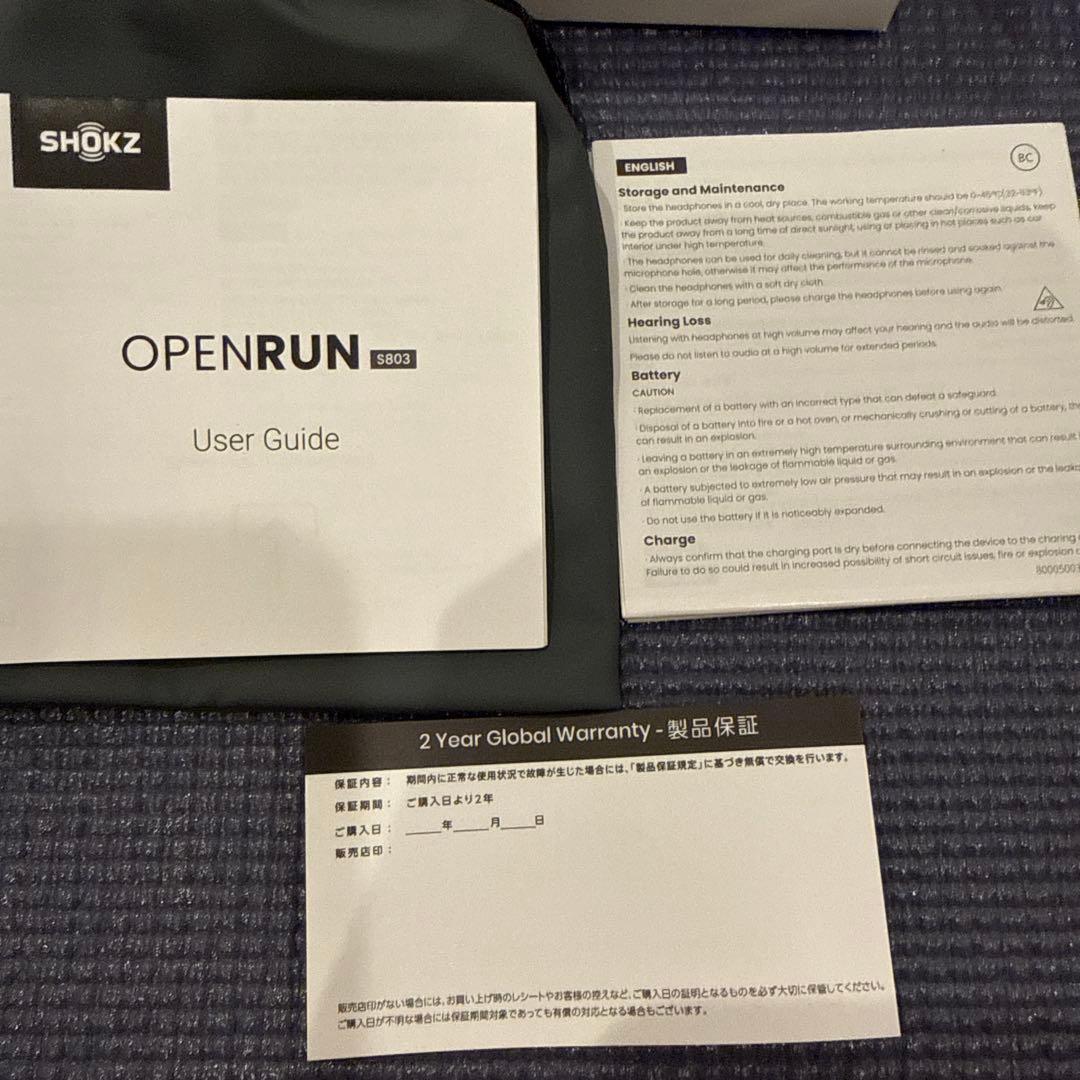 SHOKZ
OPENRUN S803
User Guide
BC
ENGLISH
Storage and Maintenance
· Store the headphones in a cool, dry place. The working temperature should be 0-45°C
· Keep the product away from heat sources, combustible gas or other clean/corrosive liquids, keep
the product away from a long time of direct sunlight, using or placing in hot places such as car
interior under high temperature.
· The headphones can be used for daily cleaning, but it cannot be rinsed and soaked against the
microphone hole, otherwise it may affect the performance of the microphone.
· Clean the headphones with a soft dry cloth.
· After storage for a long period, please charge the headphones before using again.
Hearing Loss
Listening with headphones at high volume may affect your hearing and the audio will be distorted.
Please do not listen to audio at a high volume for extended periods.
Battery
CAUTION
· Replacement of a battery with an incorrect type that can defeat a safeguard.
· Disposal of a battery into fire or a hot oven, or mechanically crushing or cutting of a battery,
can result in an explosion.
· Leaving a battery in an extremely high temperature surrounding environment that can result
an explosion or the leakage of flammable liquid or gas.
· A battery subjected to extremely low air pressure that may result in an explosion or the
of flammable liquid or gas.
· Do not use the battery if it is noticeably expanded.
Charge
· Always confirm that the charging port is dry before connecting the device to the charing
Failure to do so could result in increased possibility of short circuit issues, fire or explosion
2 Year Global Warranty - 製品保証
保証内容： 期間内に正常な使用状況で故障が生じた場合には、「製品保証規定」に基づき無償で交換を行います。
保証期間： ご購入日より2年
ご購入日： ____年____月____日
販売店印：
販売店印がない場合には、お買い上げ時のレシートやお客様の控えなど、ご購入日の証明となるものを必ず大切に保管してください。
ご購入日が不明な場合には保証期間対象であっても有償の対応となる場合もございます。